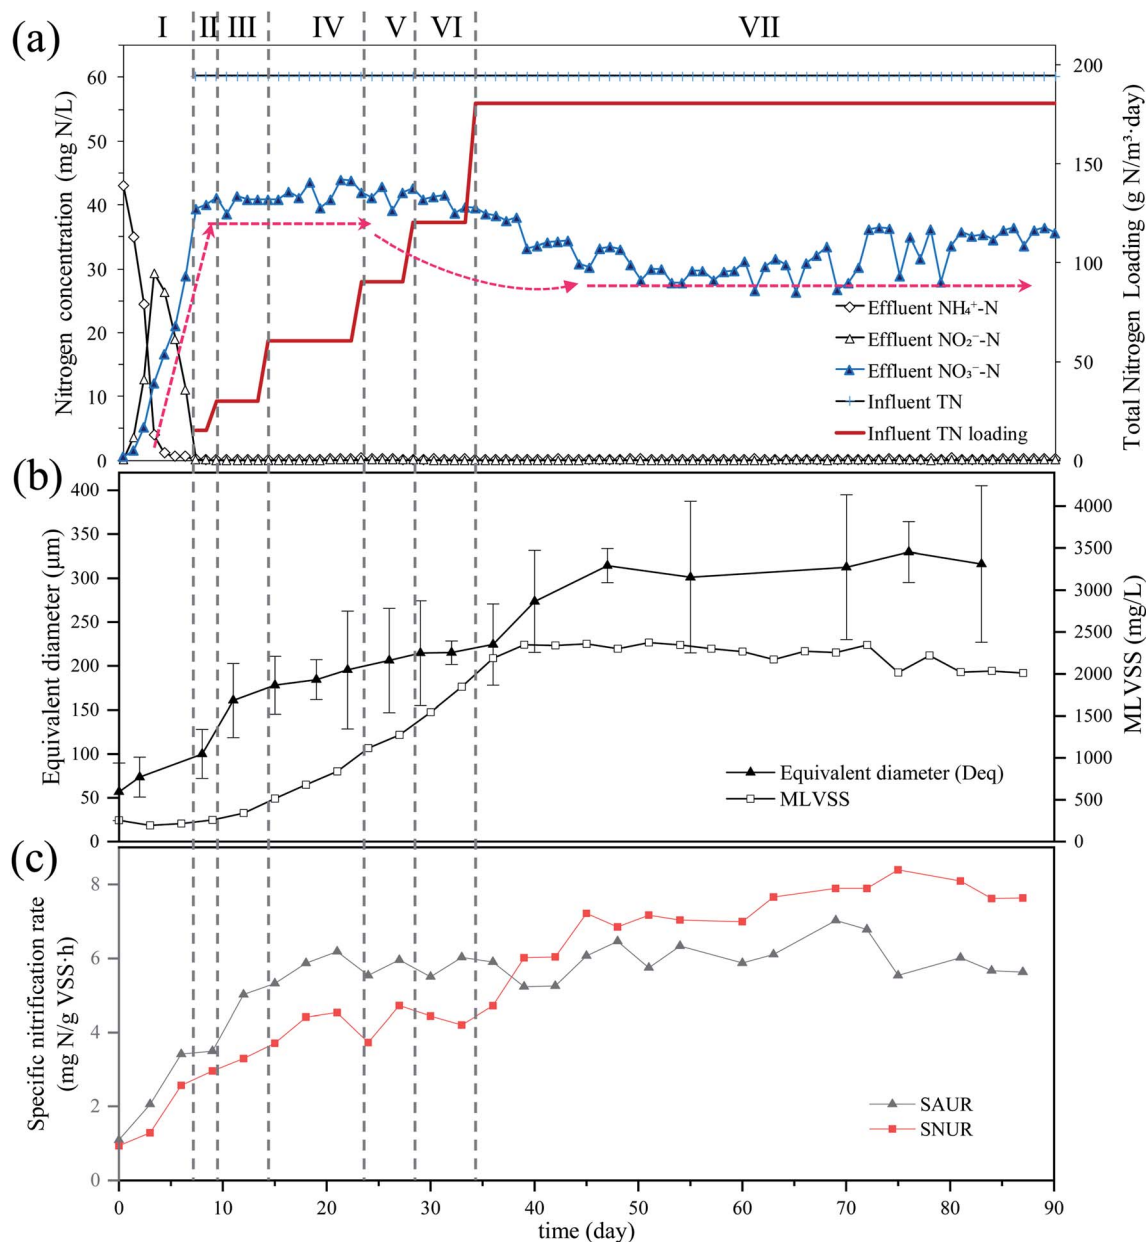 I II III IV V VI VII
(a)
Nitrogen concentration (mg N/L)
60
50
40
30
20
10
0
200
150
100
50
0
Total Nitrogen Loading (g N/m³·day)
Effluent NH₄⁺-N
Effluent NO₂⁻-N
Effluent NO₃⁻-N
Influent TN
Influent TN loading
(b)
Equivalent diameter (μm)
400
350
300
250
200
150
100
50
0
4000
3500
3000
2500
2000
1500
1000
500
0
MLVSS (mg/L)
Equivalent diameter (Deq)
MLVSS
(c)
Specific nitrification rate
(mg N/g VSS·h)
8
6
4
2
0
SAUR
SNUR
0 10 20 30 40 50 60 70 80 90
time (day)